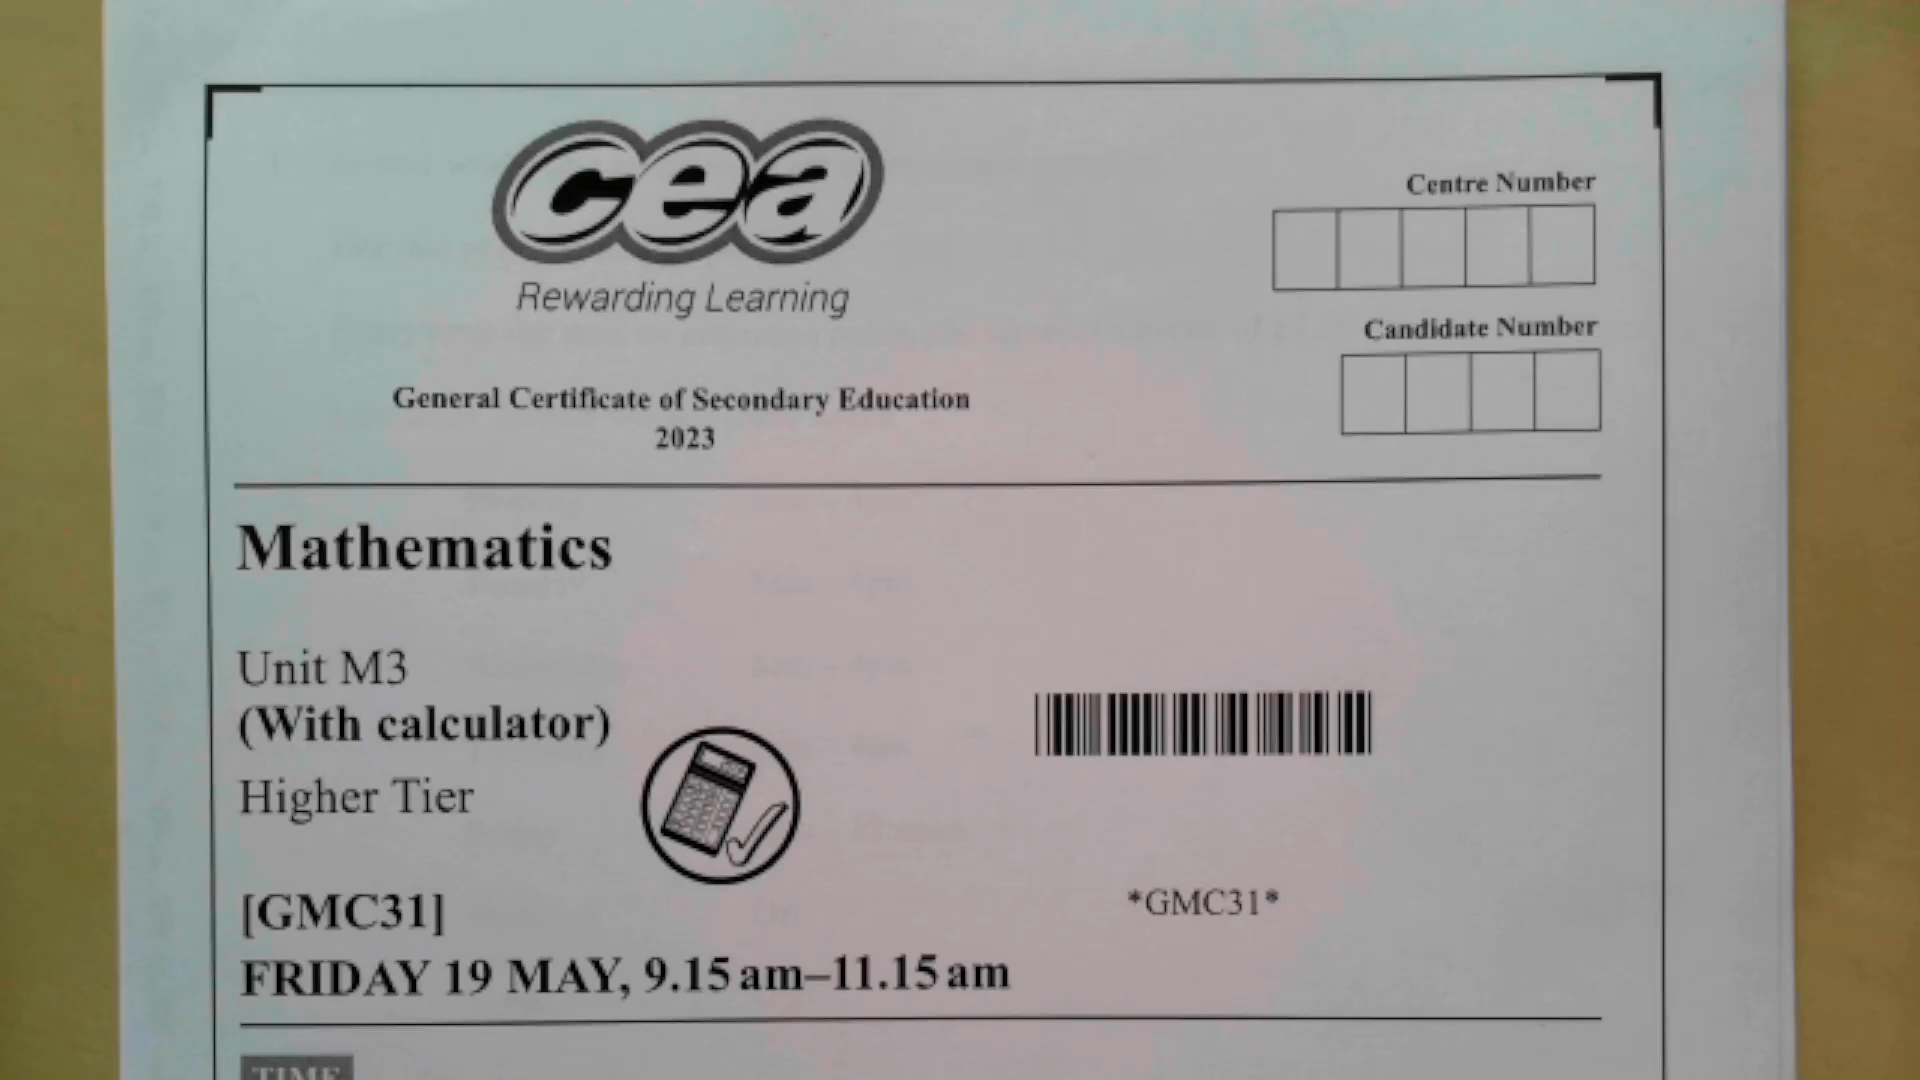 cea
Rewarding Learning
Centre Number
Candidate Number
General Certificate of Secondary Education
2023
Mathematics
Unit M3
(With calculator)
Higher Tier
[GMC31]
*GMC31*
FRIDAY 19 MAY, 9.15 am–11.15 am
TIME